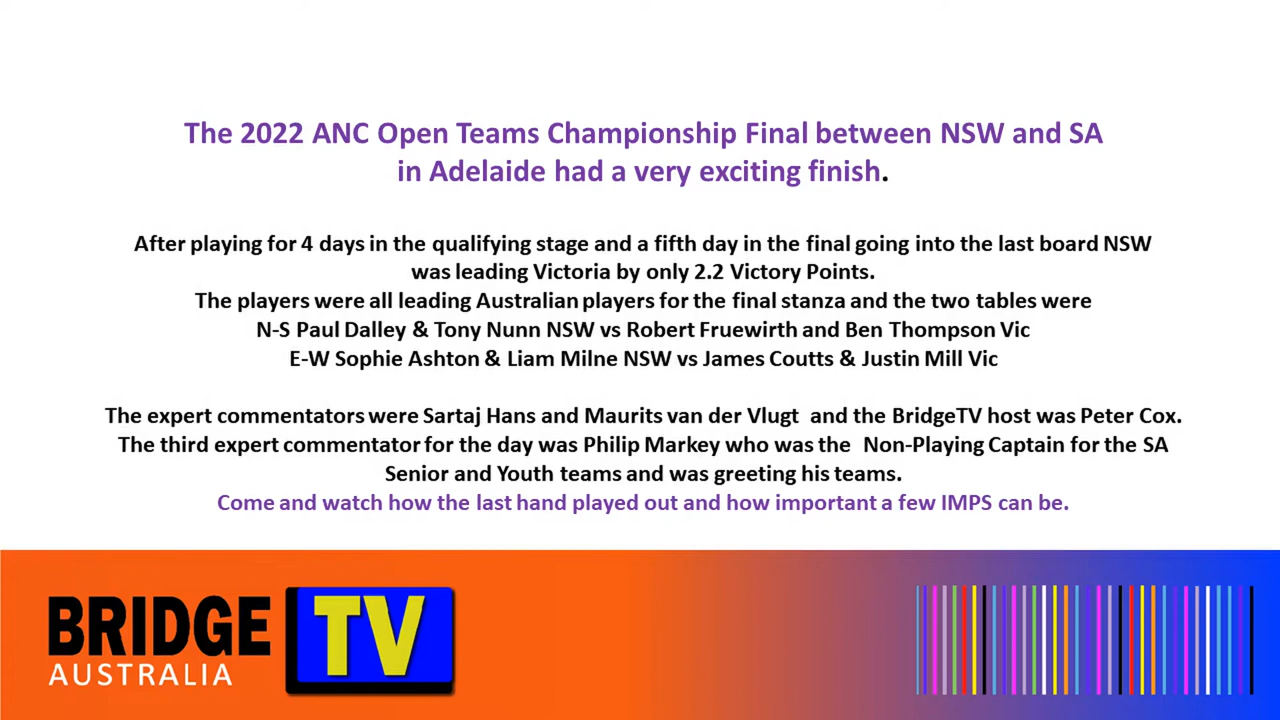 The 2022 ANC Open Teams Championship Final between NSW and SA
in Adelaide had a very exciting finish.
After playing for 4 days in the qualifying stage and a fifth day in the final going into the last board NSW
was leading Victoria by only 2.2 Victory Points.
The players were all leading Australian players for the final stanza and the two tables were
N-S Paul Dalley & Tony Nunn NSW vs Robert Fruewirth and Ben Thompson Vic
E-W Sophie Ashton & Liam Milne NSW vs James Coutts & Justin Mill Vic
The expert commentators were Sartaj Hans and Maurits van der Vlugt and the BridgeTV host was Peter Cox.
The third expert commentator for the day was Philip Markey who was the Non-Playing Captain for the SA
Senior and Youth teams and was greeting his teams.
Come and watch how the last hand played out and how important a few IMPS can be.
BRIDGE TV
AUSTRALIA